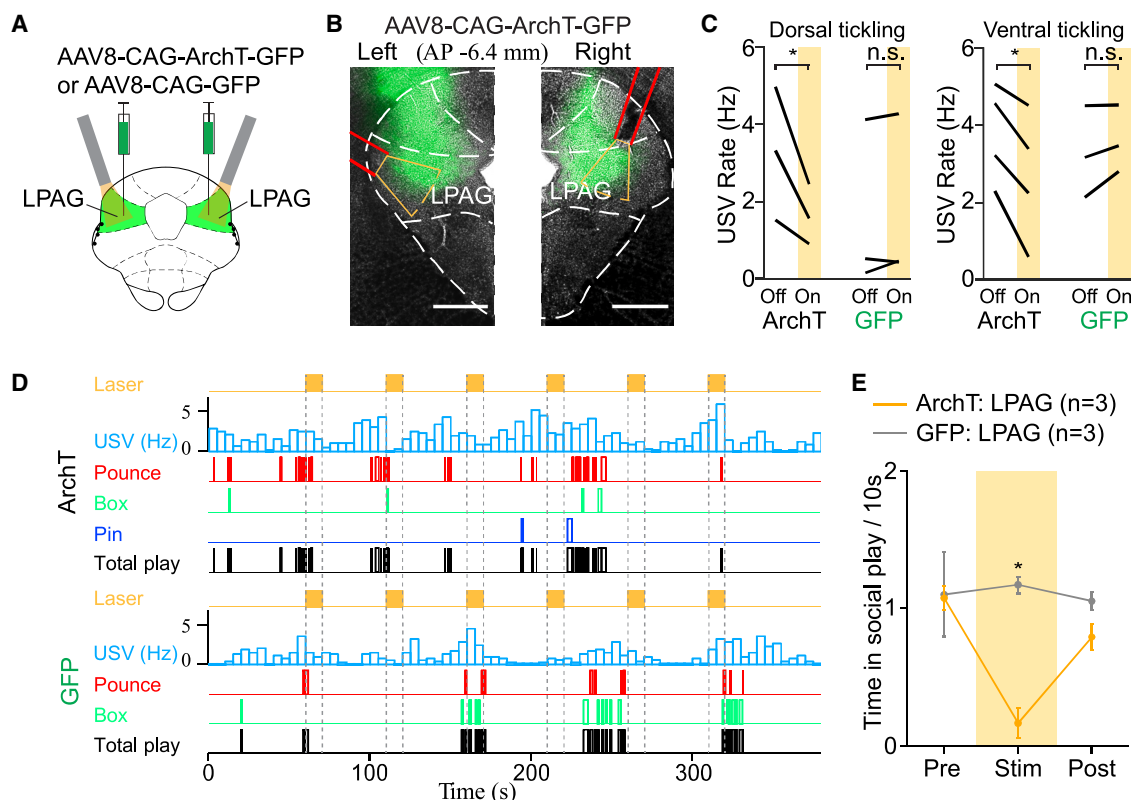 A
AAV8-CAG-ArchT-GFP
or AAV8-CAG-GFP
LPAG
LPAG
B
AAV8-CAG-ArchT-GFP
Left (AP -6.4 mm) Right
LPAG
LPAG
C
Dorsal tickling
Ventral tickling
USV Rate (Hz)
6
4
2
0
*
n.s.
Off On
Off On
ArchT
GFP
USV Rate (Hz)
6
4
2
0
*
n.s.
Off On
Off On
ArchT
GFP
D
ArchT
Laser
5
0
USV (Hz)
Pounce
Box
Pin
Total play
GFP
Laser
5
0
USV (Hz)
Pounce
Box
Total play
0
100
200
300
Time (s)
E
ArchT: LPAG (n=3)
GFP: LPAG (n=3)
Time in social play / 10s
2
1
0
*
Pre
Stim
Post